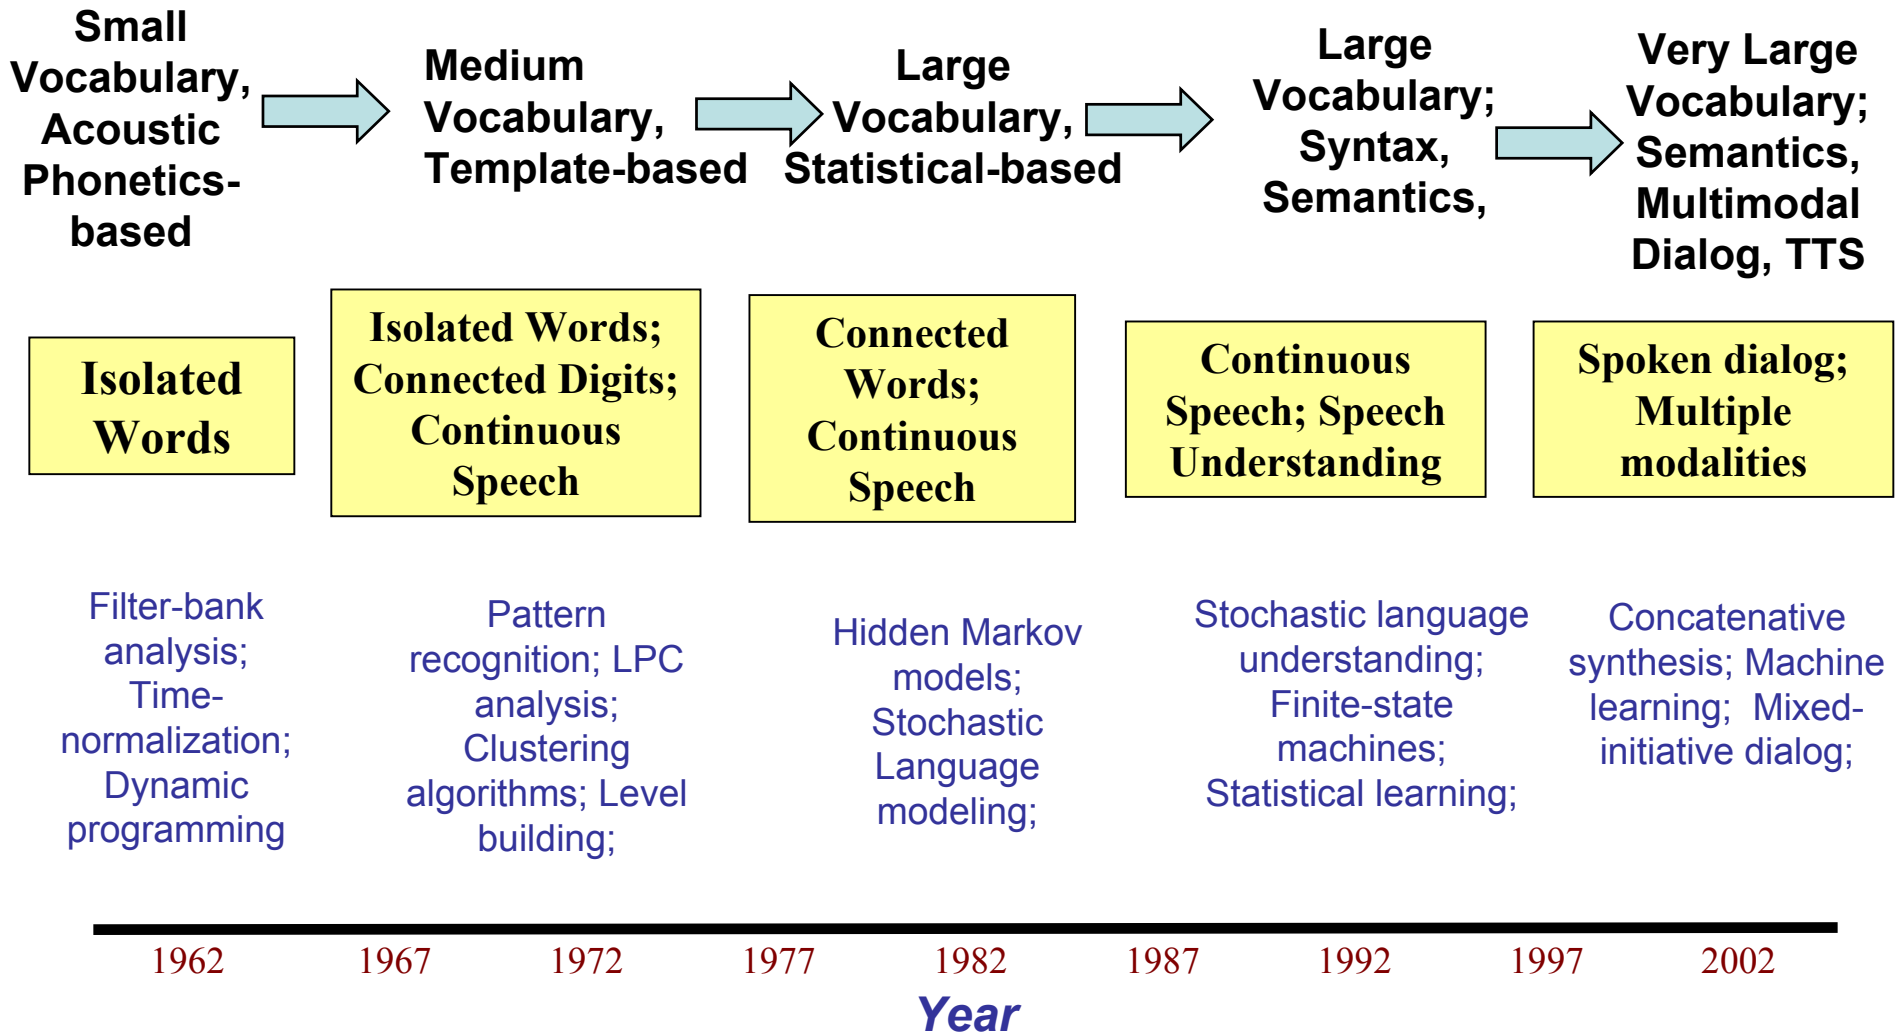 Small
Vocabulary,
Acoustic
Phonetics-
based
Medium
Vocabulary,
Template-based
Large
Vocabulary,
Statistical-based
Large
Vocabulary;
Syntax,
Semantics,
Very Large
Vocabulary;
Semantics,
Multimodal
Dialog, TTS
Isolated
Words
Isolated Words;
Connected Digits;
Continuous
Speech
Connected
Words;
Continuous
Speech
Continuous
Speech; Speech
Understanding
Spoken dialog;
Multiple
modalities
Filter-bank
analysis;
Time-
normalization;
Dynamic
programming
Pattern
recognition; LPC
analysis;
Clustering
algorithms; Level
building;
Hidden Markov
models;
Stochastic
Language
modeling;
Stochastic language
understanding;
Finite-state
machines;
Statistical learning;
Concatenative
synthesis; Machine
learning; Mixed-
initiative dialog;
1962 1967 1972 1977 1982 1987 1992 1997 2002
Year